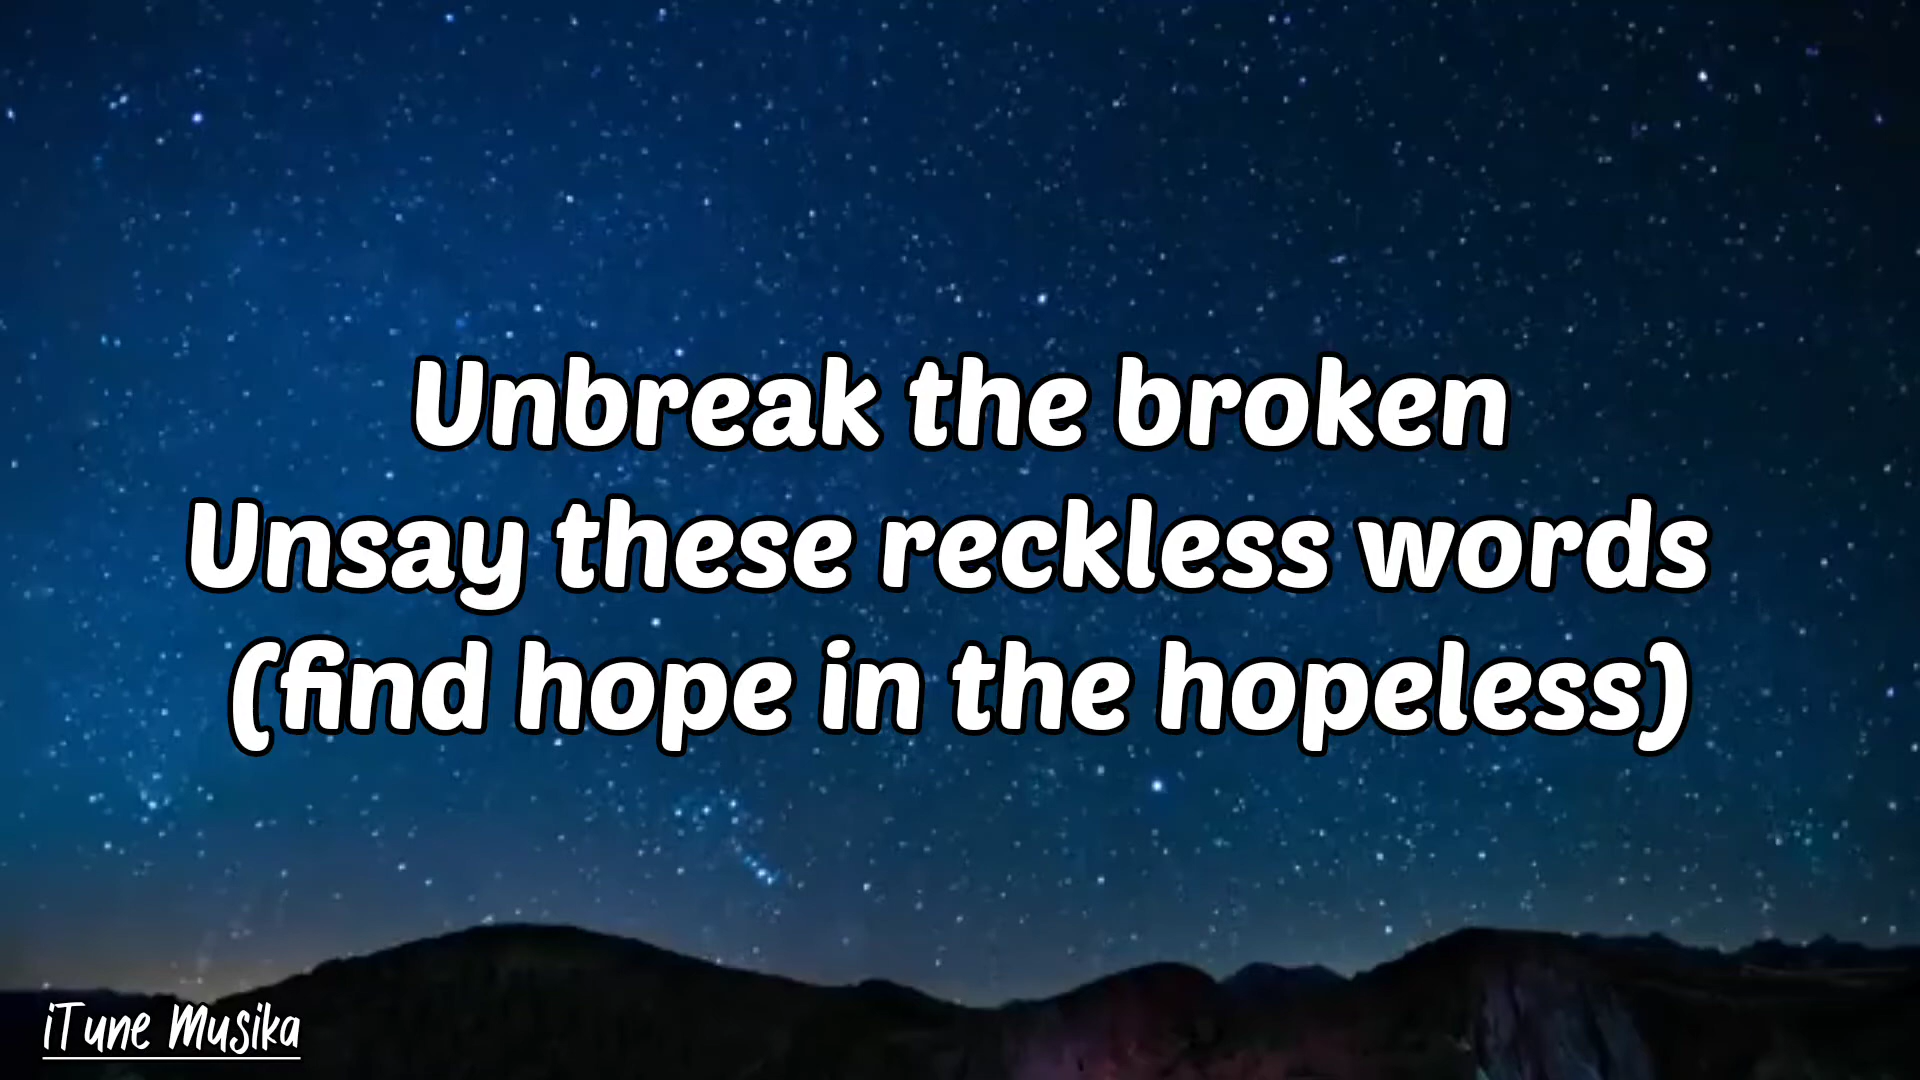 Unbreak the broken
Unsay these reckless words
(find hope in the hopeless)
iTune Musika